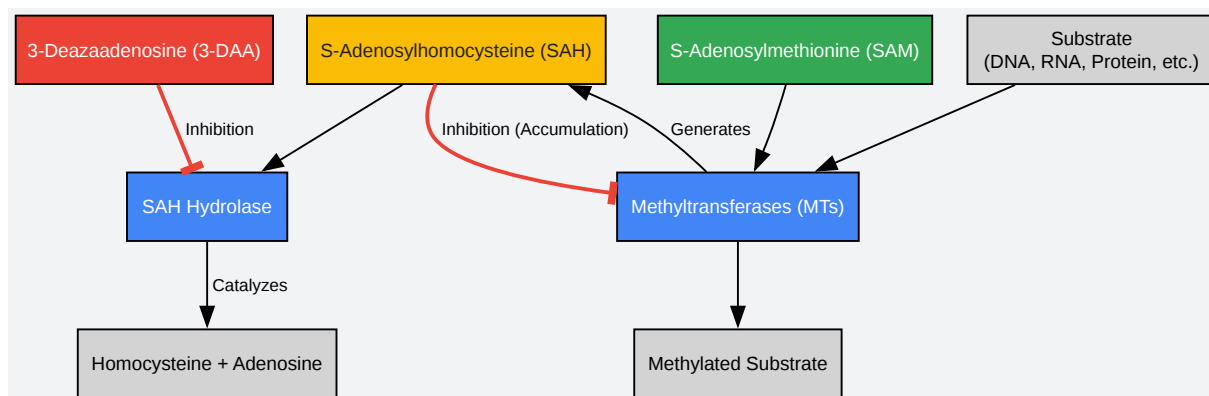 3-Deazaadenosine (3-DAA)
S-Adenosylhomocysteine (SAH)
S-Adenosylmethionine (SAM)
Substrate
(DNA, RNA, Protein, etc.)
Inhibition
Inhibition (Accumulation)
Generates
SAH Hydrolase
Methyltransferases (MTs)
Catalyzes
Homocysteine + Adenosine
Methylated Substrate